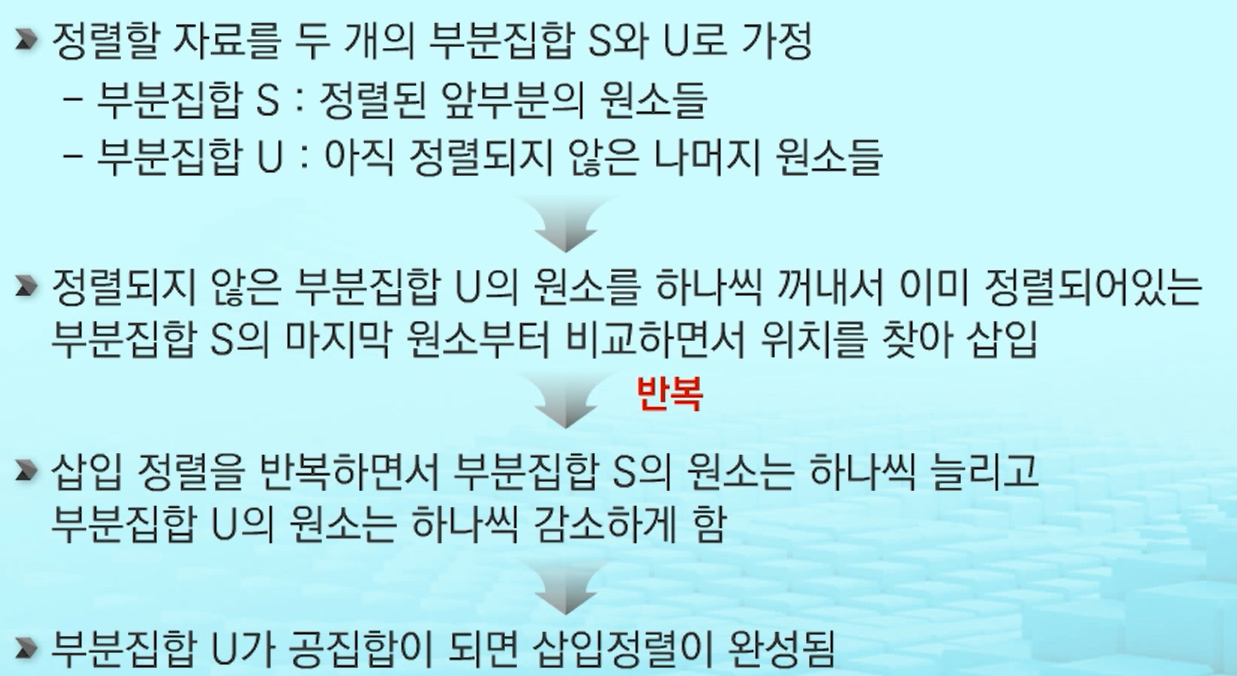 정렬할 자료를 두 개의 부분집합 S와 U로 가정
– 부분집합 S : 정렬된 앞부분의 원소들
– 부분집합 U : 아직 정렬되지 않은 나머지 원소들
정렬되지 않은 부분집합 U의 원소를 하나씩 꺼내서 이미 정렬되어있는
부분집합 S의 마지막 원소부터 비교하면서 위치를 찾아 삽입
반복
삽입 정렬을 반복하면서 부분집합 S의 원소는 하나씩 늘리고
부분집합 U의 원소는 하나씩 감소하게 함
부분집합 U가 공집합이 되면 삽입정렬이 완성됨